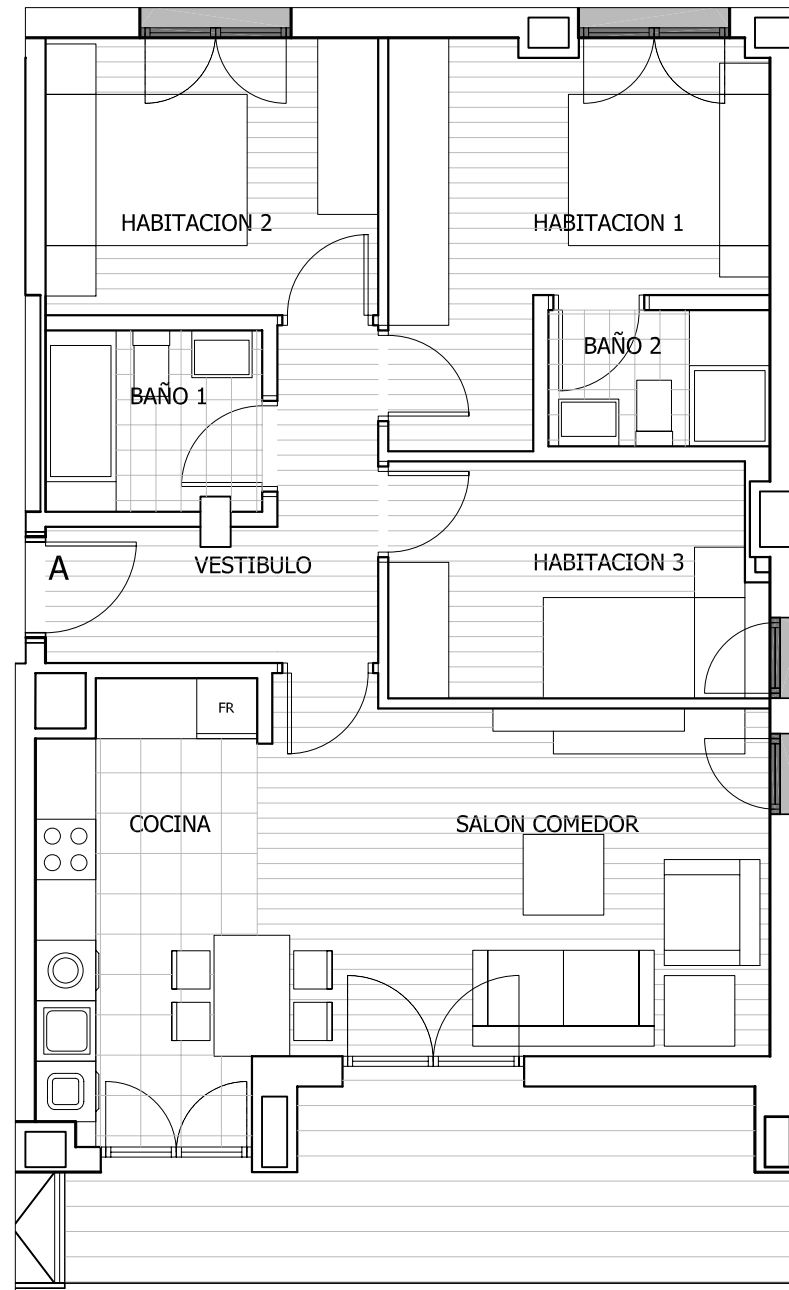 HABITACION 2
HABITACION 1
BAÑO 2
BAÑO 1
A
VESTIBULO
HABITACION 3
FR
COCINA
SALON COMEDOR